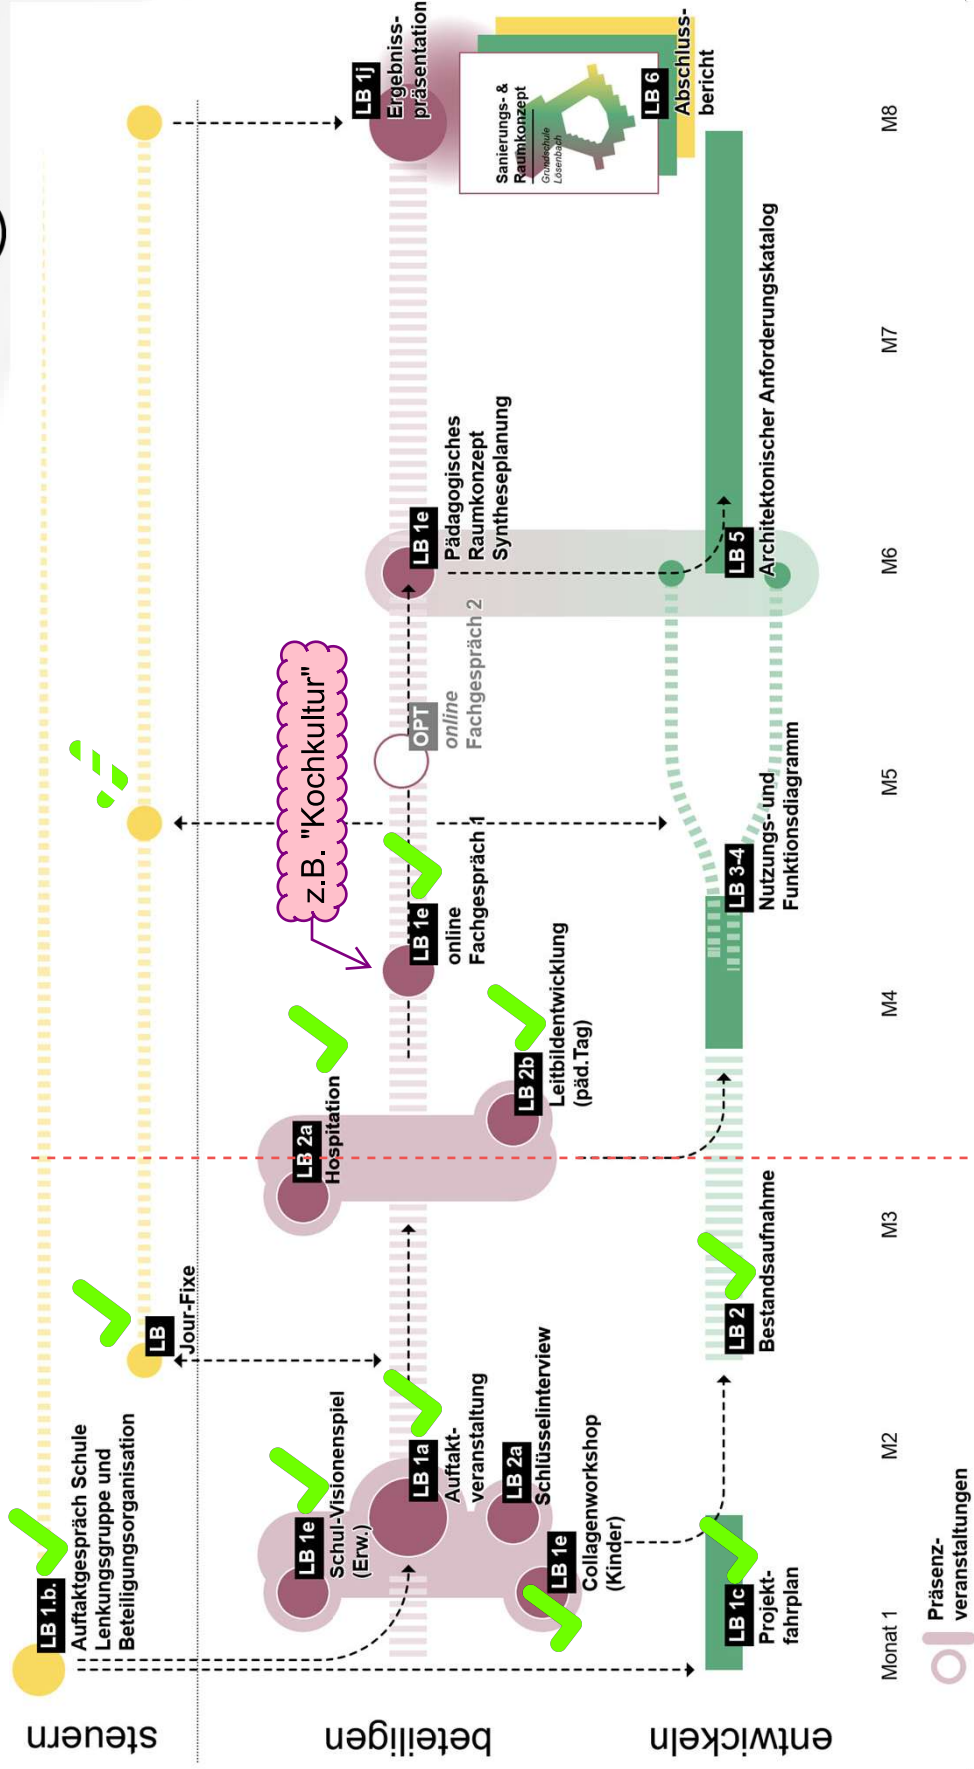 steuern
beteiligen
entwickeln
LB 1.b.
Auftaktgespräch Schule
Lenkungsgruppe und
Beteiligungsorganisation
LB
Jour-Fixe
LB 1e
Schul-Visionenspiel
(Erw.)
LB 1a
Auftakt-
veranstaltung
LB 2a
Schlüsselinterview
LB 1e
Collagenworkshop
(Kinder)
LB 2a
Hospitation
LB 2b
Leitbildentwicklung
(päd.Tag)
z.B. "Kochkultur"
LB 1e
online
Fachgespräch 1
OPT
online
Fachgespräch 2
LB 1e
Pädagogisches
Raumkonzept
Syntheseplanung
LB 1j
Ergebniss-
präsentation
Sanierungs- &
Raumkonzept
Grundschule
Lösenbach
LB 6
Abschluss-
bericht
LB 1c
Projekt-
fahrplan
LB 2
Bestandsaufnahme
LB 3-4
Nutzungs- und
Funktionsdiagramm
LB 5
Architektonischer Anforderungskatalog
Monat 1
M2
M3
M4
M5
M6
M7
M8
Präsenz-
veranstaltungen